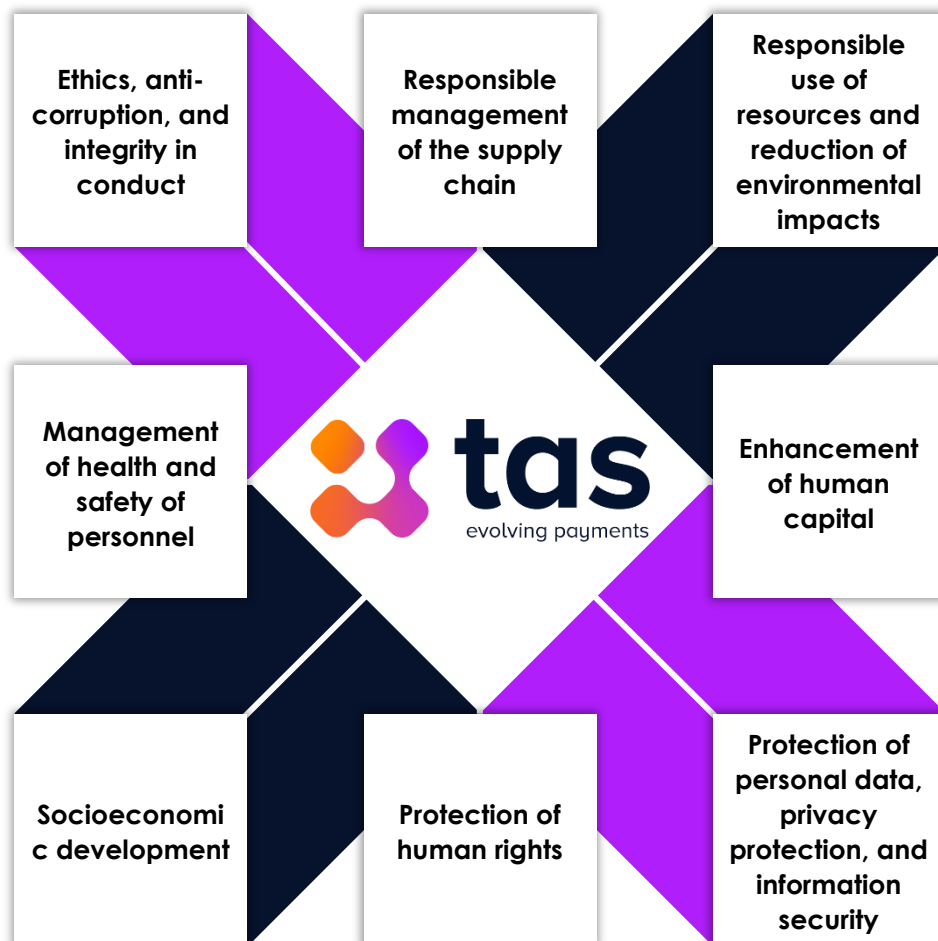 Ethics, anti-
corruption, and
integrity in
conduct
Responsible
management
of the supply
chain
Responsible
use of
resources and
reduction of
environmental
impacts
Management
of health and
safety of
personnel
tas
evolving payments
Enhancement
of human
capital
Socioeconomi
c development
Protection of
human rights
Protection of
personal data,
privacy
protection, and
information
security